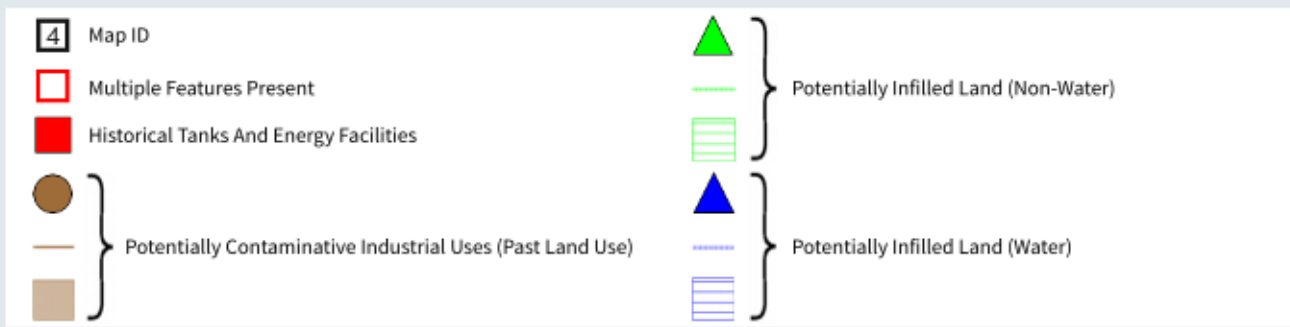 4 Map ID
Multiple Features Present
Historical Tanks And Energy Facilities
Potentially Contaminative Industrial Uses (Past Land Use)
Potentially Infilled Land (Non-Water)
Potentially Infilled Land (Water)